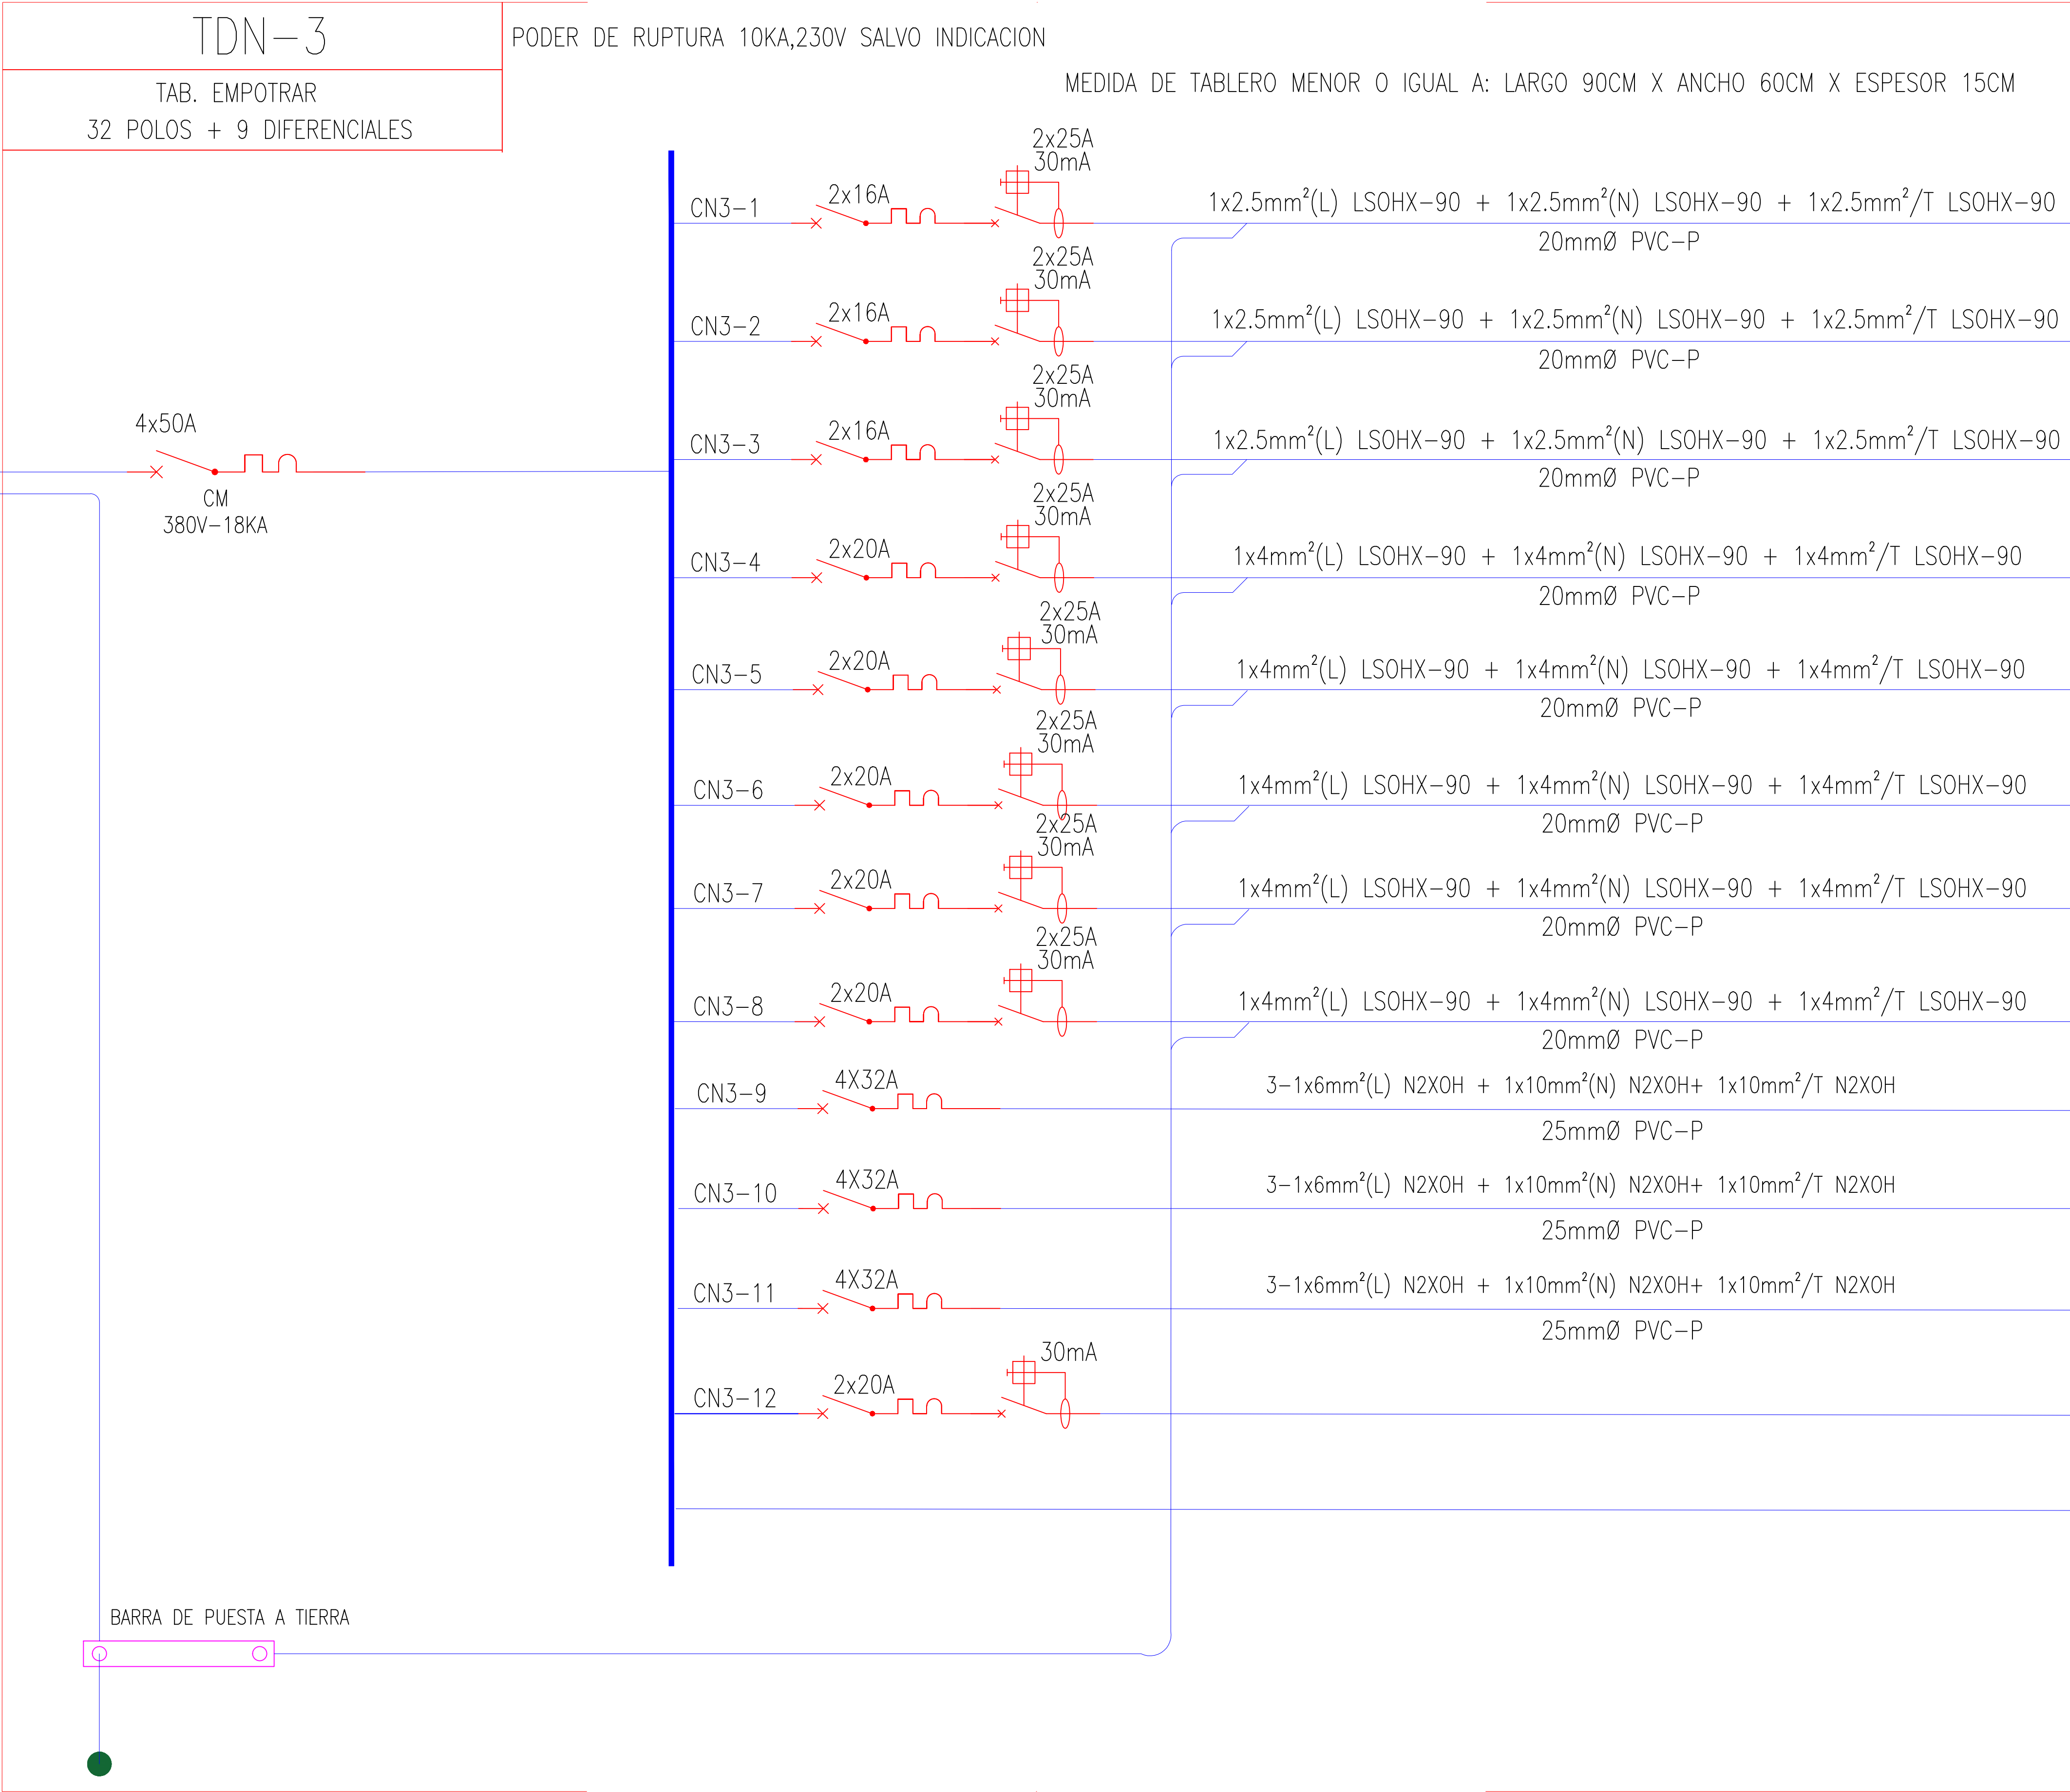 TDN-3
PODER DE RUPTURA 10KA,230V SALVO INDICACION
TAB. EMPOTRAR
32 POLOS + 9 DIFERENCIALES
MEDIDA DE TABLERO MENOR O IGUAL A: LARGO 90CM X ANCHO 60CM X ESPESOR 15CM
4x50A
CM
380V-18KA
CN3-1
2x16A
2x25A
30mA
1x2.5mm²(L) LSOHX-90 + 1x2.5mm²(N) LSOHX-90 + 1x2.5mm²/T LSOHX-90
20mmØ PVC-P
CN3-2
2x16A
2x25A
30mA
1x2.5mm²(L) LSOHX-90 + 1x2.5mm²(N) LSOHX-90 + 1x2.5mm²/T LSOHX-90
20mmØ PVC-P
CN3-3
2x16A
2x25A
30mA
1x2.5mm²(L) LSOHX-90 + 1x2.5mm²(N) LSOHX-90 + 1x2.5mm²/T LSOHX-90
20mmØ PVC-P
CN3-4
2x20A
2x25A
30mA
1x4mm²(L) LSOHX-90 + 1x4mm²(N) LSOHX-90 + 1x4mm²/T LSOHX-90
20mmØ PVC-P
CN3-5
2x20A
2x25A
30mA
1x4mm²(L) LSOHX-90 + 1x4mm²(N) LSOHX-90 + 1x4mm²/T LSOHX-90
20mmØ PVC-P
CN3-6
2x20A
2x25A
30mA
1x4mm²(L) LSOHX-90 + 1x4mm²(N) LSOHX-90 + 1x4mm²/T LSOHX-90
20mmØ PVC-P
CN3-7
2x20A
2x25A
30mA
1x4mm²(L) LSOHX-90 + 1x4mm²(N) LSOHX-90 + 1x4mm²/T LSOHX-90
20mmØ PVC-P
CN3-8
2x20A
2x25A
30mA
1x4mm²(L) LSOHX-90 + 1x4mm²(N) LSOHX-90 + 1x4mm²/T LSOHX-90
20mmØ PVC-P
CN3-9
4X32A
3-1x6mm²(L) N2XOH + 1x10mm²(N) N2XOH+ 1x10mm²/T N2XOH
25mmØ PVC-P
CN3-10
4X32A
3-1x6mm²(L) N2XOH + 1x10mm²(N) N2XOH+ 1x10mm²/T N2XOH
25mmØ PVC-P
CN3-11
4X32A
3-1x6mm²(L) N2XOH + 1x10mm²(N) N2XOH+ 1x10mm²/T N2XOH
25mmØ PVC-P
CN3-12
2x20A
30mA
BARRA DE PUESTA A TIERRA